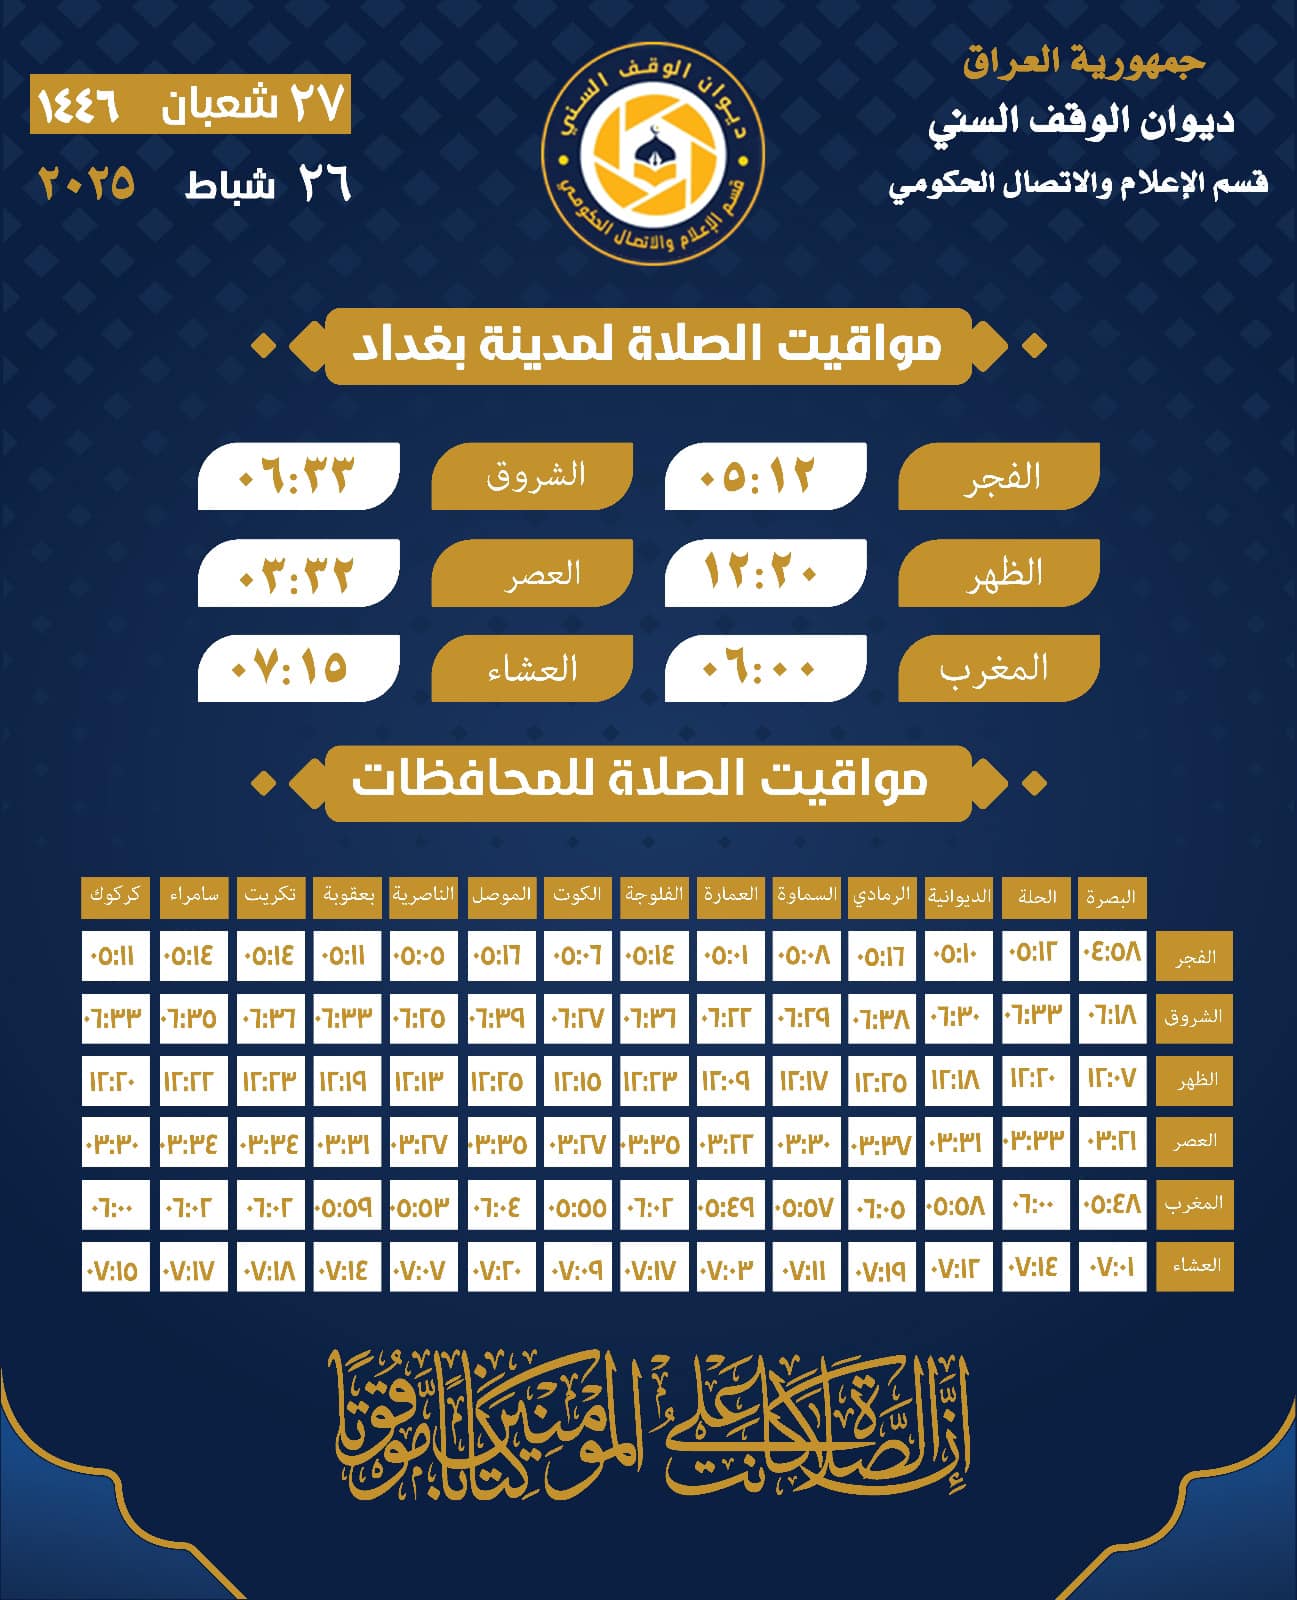 جمهورية العراق
ديوان الوقف السني
قسم الإعلام والاتصال الحكومي
ديوان الوقف السني
قسم الإعلام والاتصال الحكومي
٢٧ شعبان ١٤٤٦
٢٦ شباط ٢٠٢٥
مواقيت الصلاة لمدينة بغداد
الفجر ٠٥:١٢ الشروق ٠٦:٣٣
الظهر ١٢:٢٠ العصر ٠٣:٣٢
المغرب ٠٦:٠٠ العشاء ٠٧:١٥
مواقيت الصلاة للمحافظات
البصرة الحلة الديوانية الرمادي السماوة العمارة الفلوجة الكوت الموصل الناصرية بعقوبة تكريت سامراء كركوك
الفجر ٠٤:٥٨ ٠٥:١٢ ٠٥:١٠ ٠٥:١٦ ٠٥:٠٨ ٠٥:٠١ ٠٥:١٤ ٠٥:٠٦ ٠٥:١٦ ٠٥:٠٥ ٠٥:١١ ٠٥:١٤ ٠٥:١٤ ٠٥:١١
الشروق ٠٦:١٨ ٠٦:٣٣ ٠٦:٣٠ ٠٦:٣٨ ٠٦:٢٩ ٠٦:٢٢ ٠٦:٣٦ ٠٦:٢٧ ٠٦:٣٩ ٠٦:٢٥ ٠٦:٣٣ ٠٦:٣٦ ٠٦:٣٥ ٠٦:٣٣
الظهر ١٢:٠٧ ١٢:٢٠ ١٢:١٨ ١٢:٢٥ ١٢:١٧ ١٢:٠٩ ١٢:٢٣ ١٢:١٥ ١٢:٢٥ ١٢:١٣ ١٢:١٩ ١٢:٢٣ ١٢:٢٢ ١٢:٢٠
العصر ٠٣:٢١ ٠٣:٣٣ ٠٣:٣١ ٠٣:٣٧ ٠٣:٣٠ ٠٣:٢٢ ٠٣:٣٥ ٠٣:٢٧ ٠٣:٣٥ ٠٣:٢٧ ٠٣:٣١ ٠٣:٣٤ ٠٣:٣٤ ٠٣:٣٠
المغرب ٠٥:٤٨ ٠٦:٠٠ ٠٥:٥٨ ٠٦:٠٥ ٠٥:٥٧ ٠٥:٤٩ ٠٦:٠٢ ٠٥:٥٥ ٠٦:٠٤ ٠٥:٥٣ ٠٥:٥٩ ٠٦:٠٢ ٠٦:٠٢ ٠٦:٠٠
العشاء ٠٧:٠١ ٠٧:١٤ ٠٧:١٢ ٠٧:١٩ ٠٧:١١ ٠٧:٠٣ ٠٧:١٧ ٠٧:٠٩ ٠٧:٢٠ ٠٧:٠٧ ٠٧:١٤ ٠٧:١٨ ٠٧:١٧ ٠٧:١٥
إن الصلاة كانت على المؤمنين كتابا موقوتا